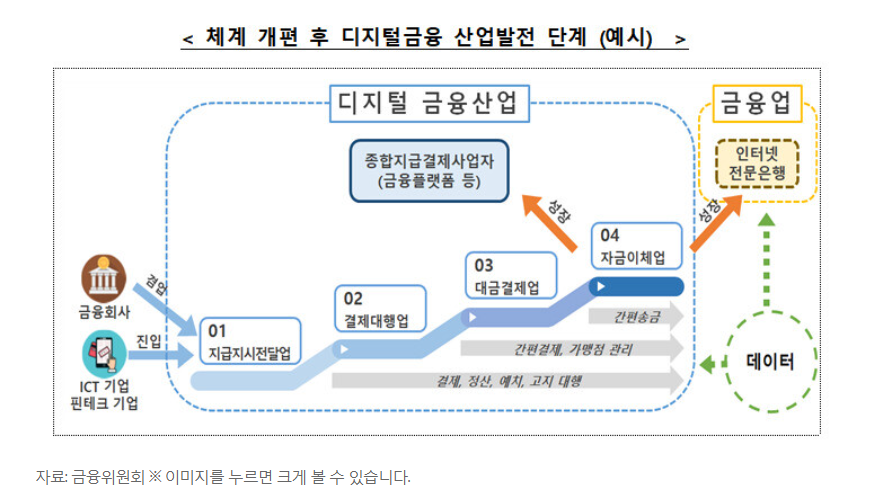 < 체계 개편 후 디지털금융 산업발전 단계 (예시) >
디지털 금융산업
금융업
종합지급결제사업자
(금융플랫폼 등)
인터넷
전문은행
성장
성장
04
자금이체업
03
대금결제업
금융회사
겸업
02
결제대행업
간편송금
01
지급지시전달업
진입
간편결제, 가맹점 관리
데이터
ICT 기업
핀테크 기업
결제, 정산, 예치, 고지 대행
자료: 금융위원회 ※ 이미지를 누르면 크게 볼 수 있습니다.